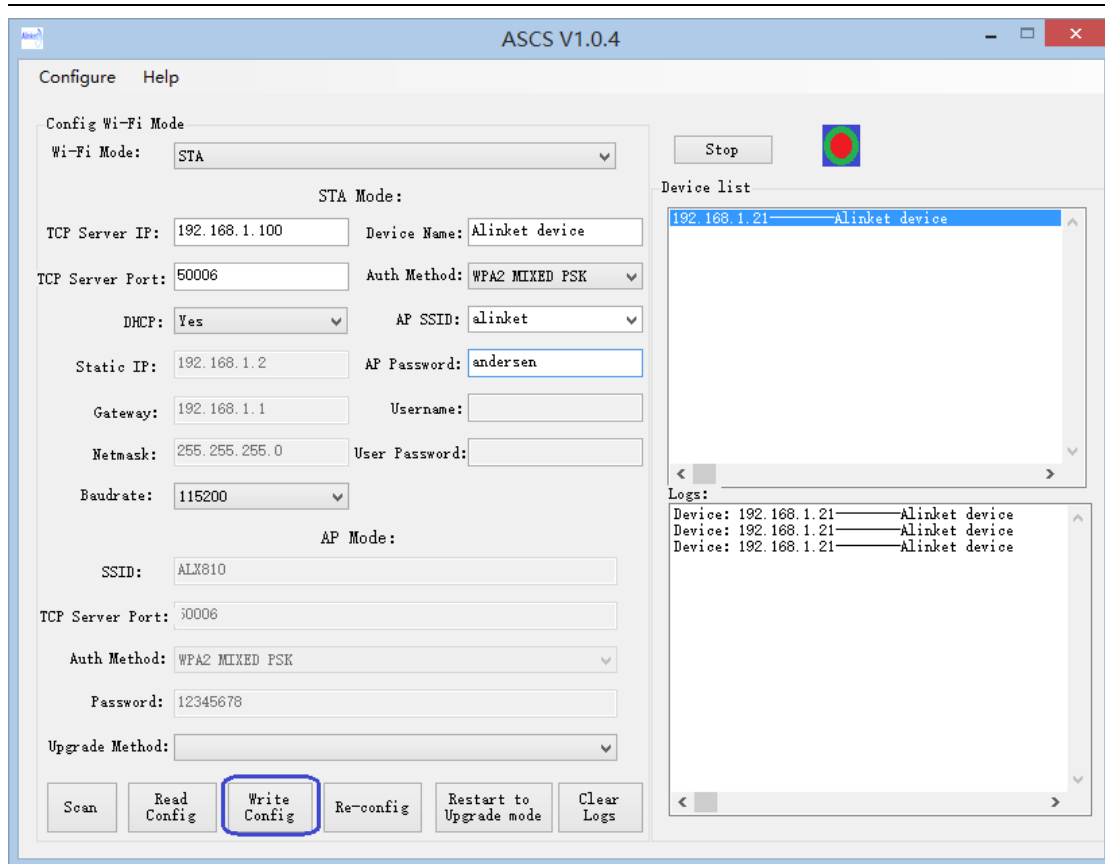 ASCS V1.0.4
Configure Help
Config Wi-Fi Mode
Wi-Fi Mode: STA
STA Mode:
TCP Server IP: 192.168.1.100 Device Name: Alinket device
TCP Server Port: 50006 Auth Method: WPA2 MIXED PSK
DHCP: Yes AP SSID: alinket
Static IP: 192.168.1.2 AP Password: andersen
Gateway: 192.168.1.1 Username:
Netmask: 255.255.255.0 User Password:
Baudrate: 115200
AP Mode:
SSID: ALX810
TCP Server Port: 50006
Auth Method: WPA2 MIXED PSK
Password: 12345678
Upgrade Method:
Scan
Read
Config
Write
Config
Re-config
Restart to
Upgrade mode
Clear
Logs
Stop
Device list
192.168.1.21————Alinket device
Logs:
Device: 192.168.1.21————Alinket device
Device: 192.168.1.21————Alinket device
Device: 192.168.1.21————Alinket device